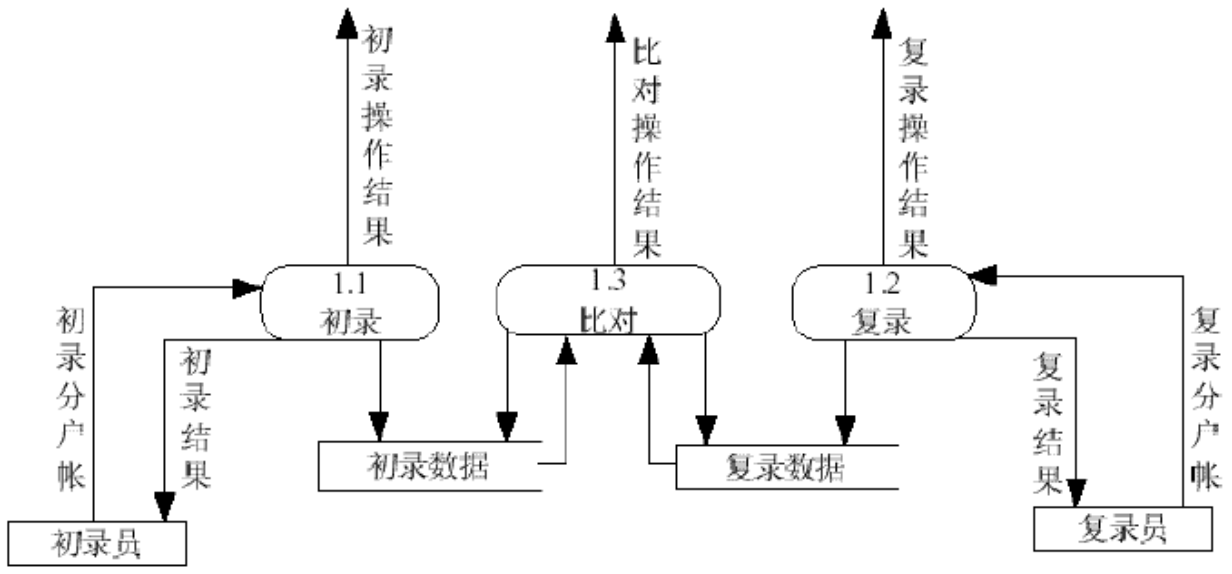 初录操作结果
比对操作结果
复录操作结果
1.1
初录
1.3
比对
1.2
复录
初录分户帐
初录结果
复录结果
复录分户帐
初录数据
复录数据
初录员
复录员